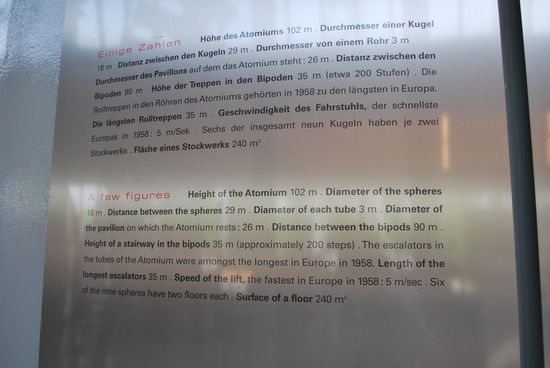 Einige Zahlen Höhe des Atomiums 102 m . Durchmesser einer Kugel
18 m . Distanz zwischen den Kugeln 29 m . Durchmesser von einem Rohr 3 m
Durchmesser des Pavillons auf dem das Atomium steht : 26 m . Distanz zwischen den
Bipoden 90 m . Höhe der Treppen in den Bipoden 35 m (etwa 200 Stufen) . Die
Rolltreppen in den Röhren des Atomiums gehörten in 1958 zu den längsten in Europa.
Die längsten Rolltreppen 35 m . Geschwindigkeit des Fahrstuhls, der schnellste
Europas in 1958 : 5 m/Sek . Sechs der insgesamt neun Kugeln haben je zwei
Stockwerke . Fläche eines Stockwerks 240 m²
A few figures Height of the Atomium 102 m . Diameter of the spheres
18 m . Distance between the spheres 29 m . Diameter of each tube 3 m . Diameter of
the pavilion on which the Atomium rests : 26 m . Distance between the bipods 90 m .
Height of a stairway in the bipods 35 m (approximately 200 steps) . The escalators in
the tubes of the Atomium were amongst the longest in Europe in 1958. Length of the
longest escalators 35 m . Speed of the lift, the fastest in Europe in 1958 : 5 m/sec . Six
of the nine spheres have two floors each . Surface of a floor 240 m²